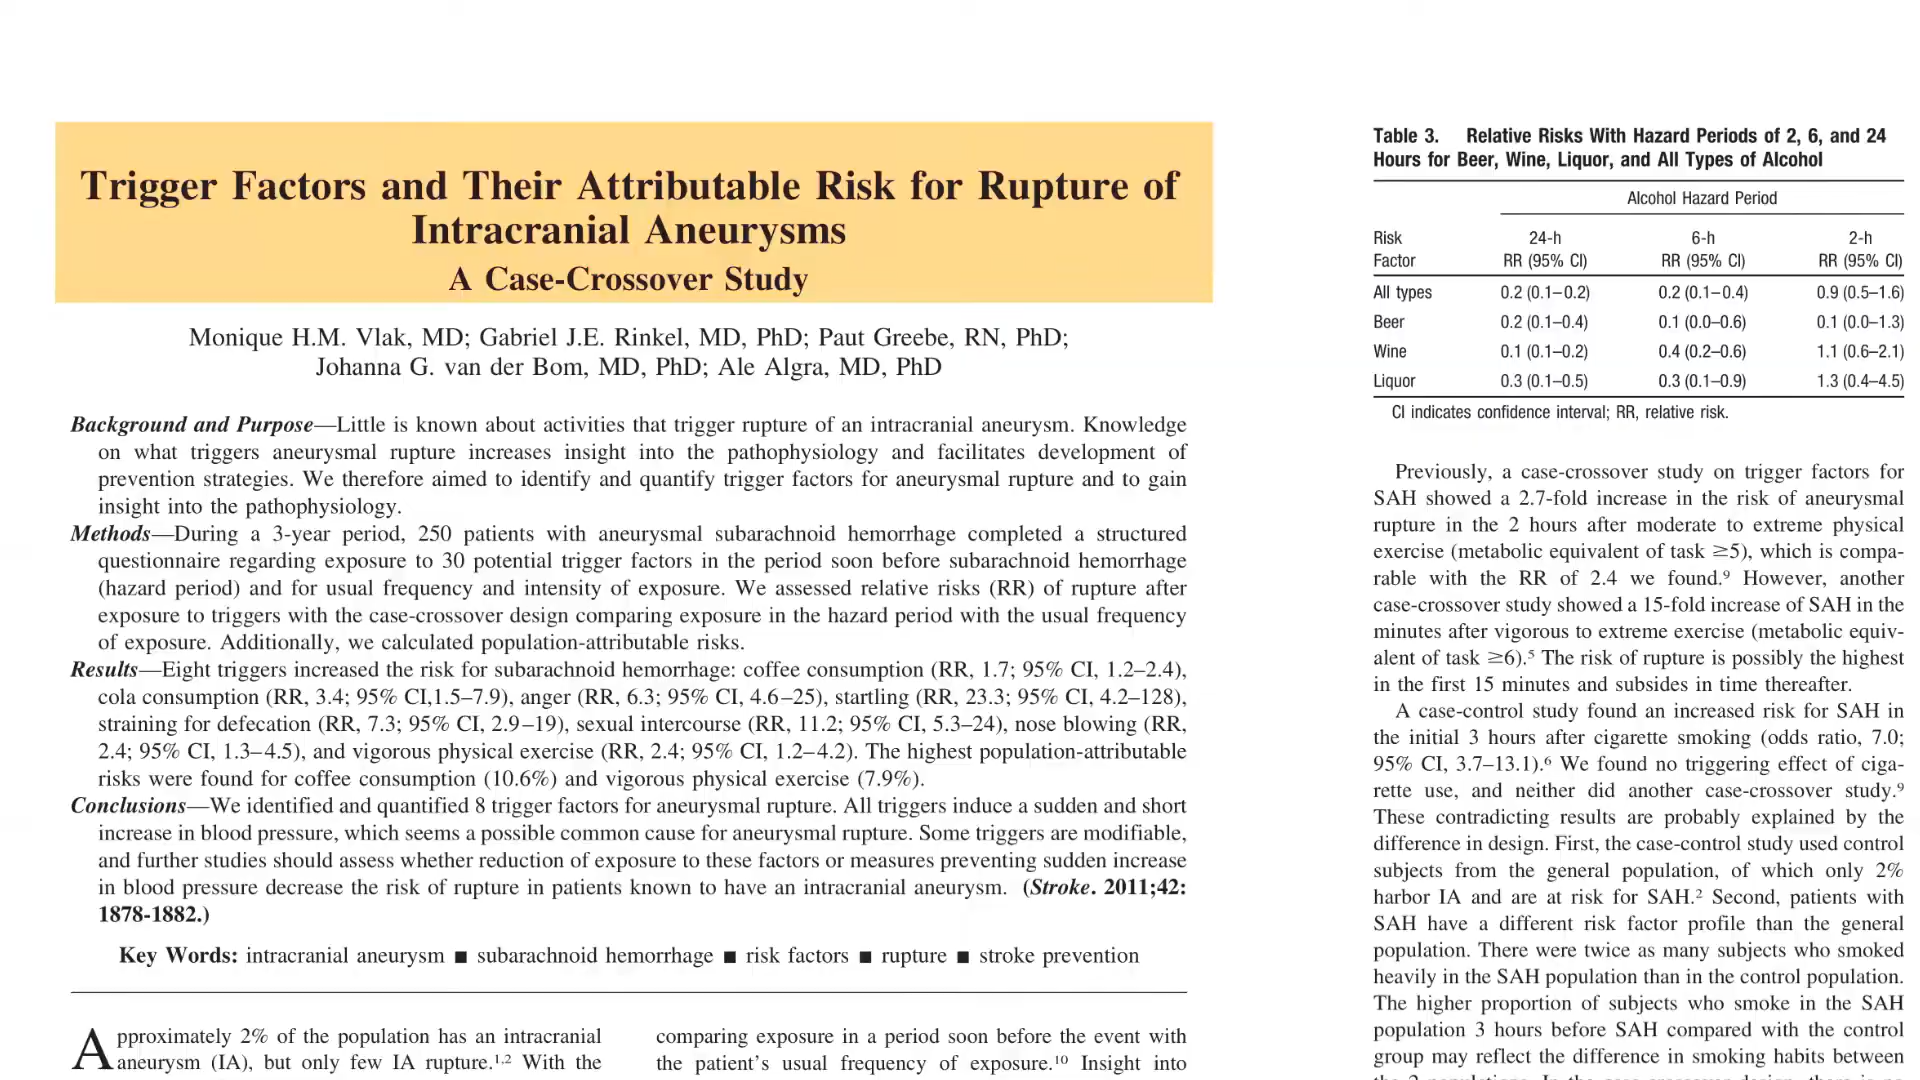 Trigger Factors and Their Attributable Risk for Rupture of
Intracranial Aneurysms
A Case-Crossover Study
Monique H.M. Vlak, MD; Gabriel J.E. Rinkel, MD, PhD; Paut Greebe, RN, PhD;
Johanna G. van der Bom, MD, PhD; Ale Algra, MD, PhD
Background and Purpose—Little is known about activities that trigger rupture of an intracranial aneurysm. Knowledge
on what triggers aneurysmal rupture increases insight into the pathophysiology and facilitates development of
prevention strategies. We therefore aimed to identify and quantify trigger factors for aneurysmal rupture and to gain
insight into the pathophysiology.
Methods—During a 3-year period, 250 patients with aneurysmal subarachnoid hemorrhage completed a structured
questionnaire regarding exposure to 30 potential trigger factors in the period soon before subarachnoid hemorrhage
(hazard period) and for usual frequency and intensity of exposure. We assessed relative risks (RR) of rupture after
exposure to triggers with the case-crossover design comparing exposure in the hazard period with the usual frequency
of exposure. Additionally, we calculated population-attributable risks.
Results—Eight triggers increased the risk for subarachnoid hemorrhage: coffee consumption (RR, 1.7; 95% CI, 1.2–2.4),
cola consumption (RR, 3.4; 95% CI,1.5–7.9), anger (RR, 6.3; 95% CI, 4.6–25), startling (RR, 23.3; 95% CI, 4.2–128),
straining for defecation (RR, 7.3; 95% CI, 2.9–19), sexual intercourse (RR, 11.2; 95% CI, 5.3–24), nose blowing (RR,
2.4; 95% CI, 1.3–4.5), and vigorous physical exercise (RR, 2.4; 95% CI, 1.2–4.2). The highest population-attributable
risks were found for coffee consumption (10.6%) and vigorous physical exercise (7.9%).
Conclusions—We identified and quantified 8 trigger factors for aneurysmal rupture. All triggers induce a sudden and short
increase in blood pressure, which seems a possible common cause for aneurysmal rupture. Some triggers are modifiable,
and further studies should assess whether reduction of exposure to these factors or measures preventing sudden increase
in blood pressure decrease the risk of rupture in patients known to have an intracranial aneurysm. (Stroke. 2011;42:
1878-1882.)
Key Words: intracranial aneurysm ■ subarachnoid hemorrhage ■ risk factors ■ rupture ■ stroke prevention
Approximately 2% of the population has an intracranial
aneurysm (IA), but only few IA rupture.1,2 With the
comparing exposure in a period soon before the event with
the patient's usual frequency of exposure.10 Insight into
Table 3. Relative Risks With Hazard Periods of 2, 6, and 24
Hours for Beer, Wine, Liquor, and All Types of Alcohol
Alcohol Hazard Period
Risk 24-h 6-h 2-h
Factor RR (95% CI) RR (95% CI) RR (95% CI)
All types 0.2 (0.1–0.2) 0.2 (0.1–0.4) 0.9 (0.5–1.6)
Beer 0.2 (0.1–0.4) 0.1 (0.0–0.6) 0.1 (0.0–1.3)
Wine 0.1 (0.1–0.2) 0.4 (0.2–0.6) 1.1 (0.6–2.1)
Liquor 0.3 (0.1–0.5) 0.3 (0.1–0.9) 1.3 (0.4–4.5)
CI indicates confidence interval; RR, relative risk.
Previously, a case-crossover study on trigger factors for
SAH showed a 2.7-fold increase in the risk of aneurysmal
rupture in the 2 hours after moderate to extreme physical
exercise (metabolic equivalent of task ≥5), which is compa-
rable with the RR of 2.4 we found.9 However, another
case-crossover study showed a 15-fold increase of SAH in the
minutes after vigorous to extreme exercise (metabolic equiv-
alent of task ≥6).5 The risk of rupture is possibly the highest
in the first 15 minutes and subsides in time thereafter.
A case-control study found an increased risk for SAH in
the initial 3 hours after cigarette smoking (odds ratio, 7.0;
95% CI, 3.7–13.1).6 We found no triggering effect of ciga-
rette use, and neither did another case-crossover study.9
These contradicting results are probably explained by the
difference in design. First, the case-control study used control
subjects from the general population, of which only 2%
harbor IA and are at risk for SAH.2 Second, patients with
SAH have a different risk factor profile than the general
population. There were twice as many subjects who smoked
heavily in the SAH population than in the control population.
The higher proportion of subjects who smoke in the SAH
population 3 hours before SAH compared with the control
group may reflect the difference in smoking habits between